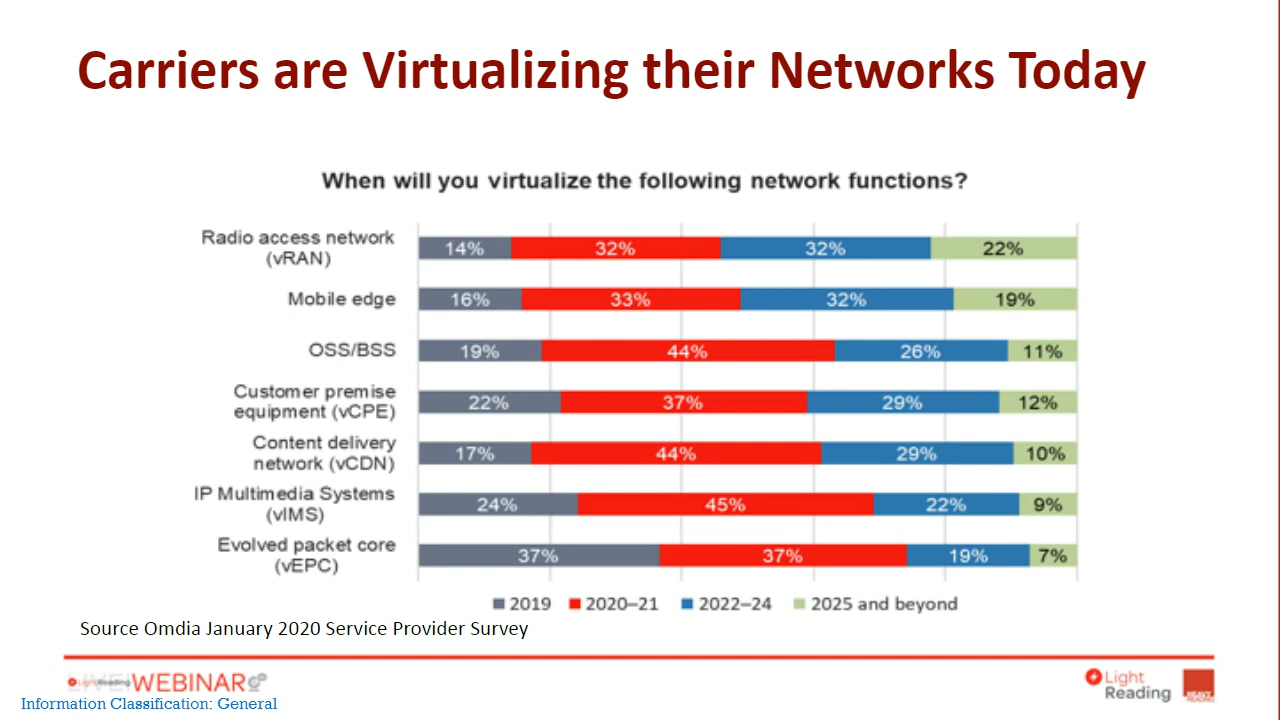 Carriers are Virtualizing their Networks Today
When will you virtualize the following network functions?
Radio access network
(vRAN)
14% 32% 32% 22%
Mobile edge
16% 33% 32% 19%
OSS/BSS
19% 44% 26% 11%
Customer premise
equipment (vCPE)
22% 37% 29% 12%
Content delivery
network (vCDN)
17% 44% 29% 10%
IP Multimedia Systems
(vIMS)
24% 45% 22% 9%
Evolved packet core
(vEPC)
37% 37% 19% 7%
2019 2020–21 2022–24 2025 and beyond
Source Omdia January 2020 Service Provider Survey
LIVE! WEBINAR
Light
Reading
Information Classification: General